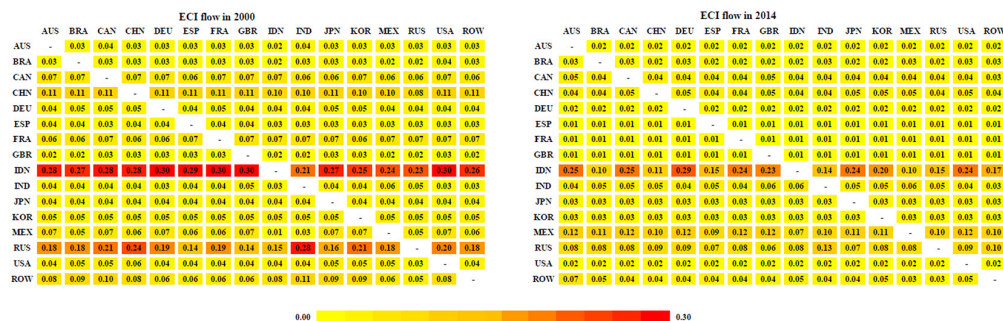 ECI flow in 2000
AUS BRA CAN CHN DEU ESP FRA GBR IDN IND JPN KOR MEX RUS USA ROW
AUS - 0.03 0.04 0.03 0.03 0.03 0.03 0.03 0.02 0.04 0.03 0.03 0.03 0.03 0.03 0.03
BRA 0.03 - 0.03 0.03 0.03 0.03 0.03 0.03 0.02 0.03 0.03 0.03 0.02 0.02 0.03 0.03
CAN 0.07 0.07 - 0.07 0.07 0.06 0.07 0.07 0.07 0.06 0.06 0.07 0.06 0.06 0.07 0.06
CHN 0.11 0.11 0.11 - 0.11 0.11 0.11 0.11 0.10 0.10 0.11 0.10 0.10 0.08 0.11 0.11
DEU 0.04 0.05 0.05 0.05 - 0.04 0.05 0.04 0.04 0.04 0.05 0.05 0.04 0.04 0.04 0.04
ESP 0.04 0.04 0.03 0.04 0.04 - 0.04 0.04 0.03 0.04 0.04 0.04 0.04 0.03 0.04 0.04
FRA 0.06 0.06 0.07 0.06 0.06 0.07 - 0.07 0.07 0.07 0.07 0.06 0.07 0.07 0.07 0.07
GBR 0.02 0.02 0.03 0.03 0.03 0.03 0.03 - 0.02 0.02 0.03 0.03 0.02 0.02 0.03 0.02
IDN 0.28 0.27 0.28 0.28 0.30 0.29 0.30 0.30 - 0.21 0.27 0.25 0.24 0.23 0.30 0.26
IND 0.04 0.04 0.04 0.04 0.04 0.04 0.04 0.05 0.03 - 0.04 0.04 0.03 0.04 0.05 0.04
JPN 0.04 0.04 0.04 0.04 0.04 0.04 0.04 0.04 0.04 0.04 - 0.04 0.04 0.04 0.04 0.04
KOR 0.05 0.05 0.05 0.05 0.05 0.05 0.05 0.05 0.05 0.05 0.05 - 0.05 0.05 0.05 0.05
MEX 0.07 0.05 0.07 0.06 0.07 0.06 0.06 0.06 0.01 0.03 0.07 0.07 - 0.03 0.07 0.06
RUS 0.18 0.18 0.21 0.24 0.19 0.14 0.19 0.14 0.15 0.28 0.16 0.21 0.18 - 0.20 0.18
USA 0.04 0.05 0.05 0.06 0.04 0.04 0.04 0.04 0.05 0.05 0.05 0.05 0.05 0.03 - 0.04
ROW 0.08 0.09 0.10 0.08 0.06 0.06 0.06 0.06 0.08 0.11 0.09 0.09 0.06 0.05 0.08 -
ECI flow in 2014
AUS BRA CAN CHN DEU ESP FRA GBR IDN IND JPN KOR MEX RUS USA ROW
AUS - 0.02 0.02 0.02 0.02 0.02 0.02 0.02 0.02 0.02 0.02 0.02 0.02 0.02 0.02 0.02
BRA 0.03 - 0.03 0.03 0.03 0.02 0.03 0.03 0.02 0.03 0.02 0.02 0.02 0.02 0.03 0.03
CAN 0.05 0.04 - 0.04 0.04 0.04 0.04 0.04 0.04 0.04 0.04 0.04 0.04 0.04 0.05 0.04
CHN 0.04 0.04 0.05 - 0.05 0.04 0.05 0.04 0.04 0.04 0.05 0.05 0.05 0.04 0.05 0.04
DEU 0.02 0.02 0.02 0.02 - 0.02 0.02 0.02 0.02 0.02 0.02 0.02 0.02 0.02 0.02 0.02
ESP 0.01 0.01 0.01 0.01 0.01 - 0.01 0.01 0.01 0.01 0.01 0.01 0.01 0.01 0.01 0.01
FRA 0.01 0.01 0.01 0.01 0.01 0.01 - 0.01 0.01 0.01 0.01 0.01 0.01 0.01 0.01 0.01
GBR 0.01 0.01 0.01 0.01 0.01 0.01 0.01 - 0.01 0.01 0.01 0.01 0.01 0.01 0.01 0.01
IDN 0.25 0.10 0.25 0.11 0.29 0.15 0.24 0.23 - 0.14 0.24 0.20 0.10 0.15 0.24 0.17
IND 0.04 0.05 0.05 0.04 0.05 0.04 0.04 0.06 0.06 - 0.04 0.05 0.04 0.05 0.05 0.05
JPN 0.03 0.03 0.03 0.03 0.03 0.03 0.03 0.03 0.03 0.03 - 0.03 0.03 0.03 0.03 0.03
KOR 0.03 0.03 0.03 0.03 0.03 0.03 0.03 0.03 0.03 0.03 0.03 - 0.03 0.03 0.03 0.03
MEX 0.12 0.11 0.12 0.10 0.12 0.09 0.12 0.12 0.07 0.10 0.11 0.11 - 0.10 0.12 0.10
RUS 0.08 0.08 0.08 0.09 0.09 0.07 0.08 0.06 0.08 0.13 0.07 0.08 0.08 - 0.09 0.10
USA 0.02 0.02 0.02 0.02 0.02 0.02 0.02 0.02 0.02 0.02 0.02 0.02 0.02 0.02 - 0.02
ROW 0.07 0.05 0.04 0.04 0.04 0.04 0.04 0.04 0.05 0.05 0.04 0.05 0.03 0.03 0.05 -
0.00 0.30